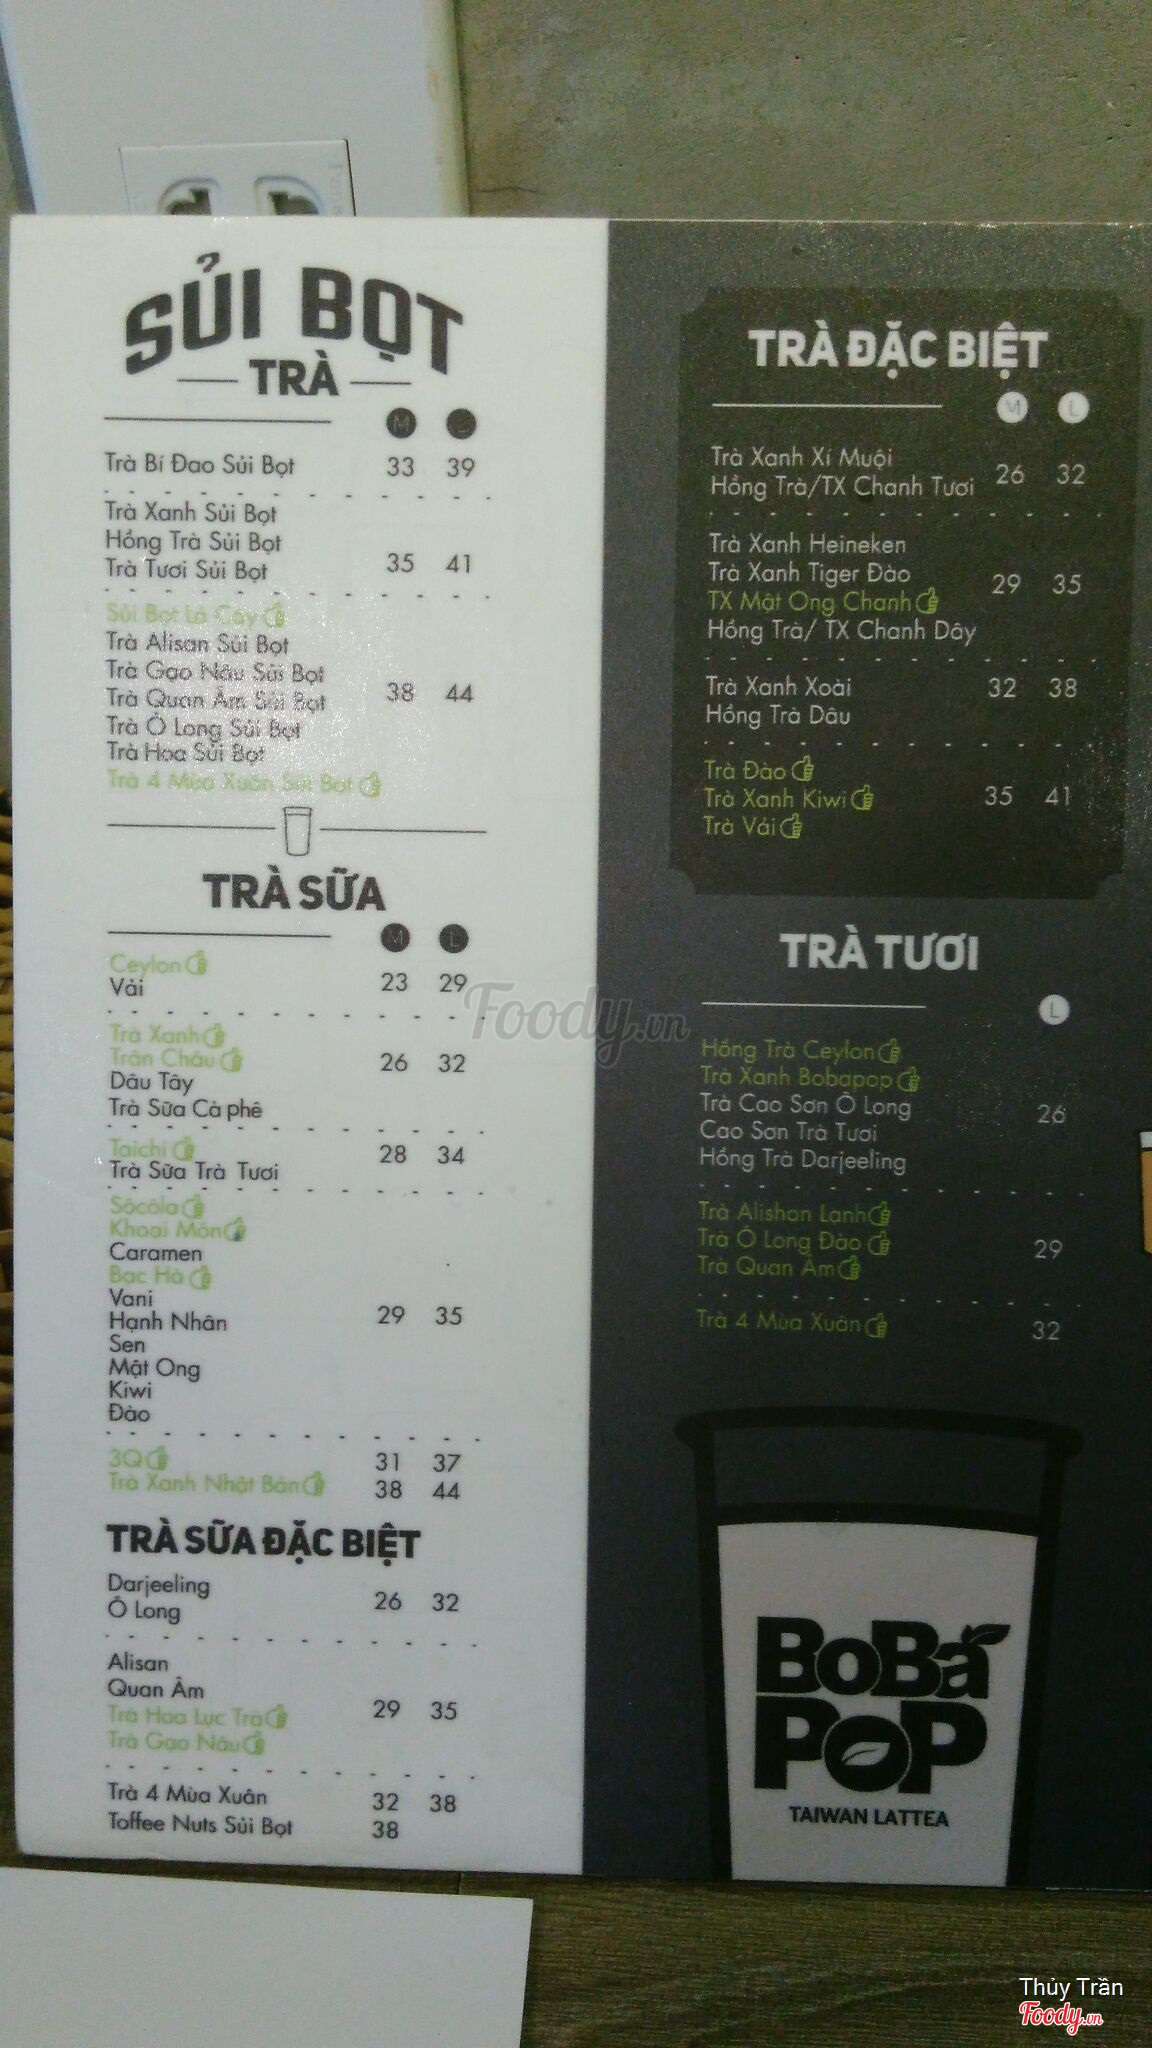 SỦI BỌT
TRÀ
M L
Trà Bí Đao Sủi Bọt 33 39
Trà Xanh Sủi Bọt
Hồng Trà Sủi Bọt
Trà Tươi Sủi Bọt 35 41
Sủi Bọt Lá Cây
Trà Alisan Sủi Bọt
Trà Gạo Nâu Sủi Bọt
Trà Quan Âm Sủi Bọt 38 44
Trà Ô Long Sủi Bọt
Trà Hoa Sủi Bọt
Trà 4 Mùa Xuân Sủi Bọt
TRÀ SỮA
M L
Ceylon
Vải 23 29
Trà Xanh
Trân Châu 26 32
Dâu Tây
Trà Sữa Cà phê
Taichi 28 34
Trà Sữa Trà Tươi
Sôcôla
Khoai Môn
Caramen
Bạc Hà
Vani
Hạnh Nhân 29 35
Sen
Mật Ong
Kiwi
Đào
3Q 31 37
Trà Xanh Nhật Bản 38 44
TRÀ SỮA ĐẶC BIỆT
Darjeeling
Ô Long 26 32
Alisan
Quan Âm
Trà Hoa Lục Trà 29 35
Trà Gạo Nâu
Trà 4 Mùa Xuân 32 38
Toffee Nuts Sủi Bọt 38
TRÀ ĐẶC BIỆT
M L
Trà Xanh Xí Muội
Hồng Trà/TX Chanh Tươi 26 32
Trà Xanh Heineken
Trà Xanh Tiger Đào 29 35
TX Mật Ong Chanh
Hồng Trà/ TX Chanh Dây
Trà Xanh Xoài 32 38
Hồng Trà Dâu
Trà Đào
Trà Xanh Kiwi 35 41
Trà Vải
TRÀ TƯƠI
L
Hồng Trà Ceylon
Trà Xanh Bobapop
Trà Cao Sơn Ô Long 26
Cao Sơn Trà Tươi
Hồng Trà Darjeeling
Trà Alishan Lạnh
Trà Ô Long Đào 29
Trà Quan Âm
Trà 4 Mùa Xuân 32
BoBa
PoP
TAIWAN LATTEA
Foody.vn
Thủy Trần
Foody.vn